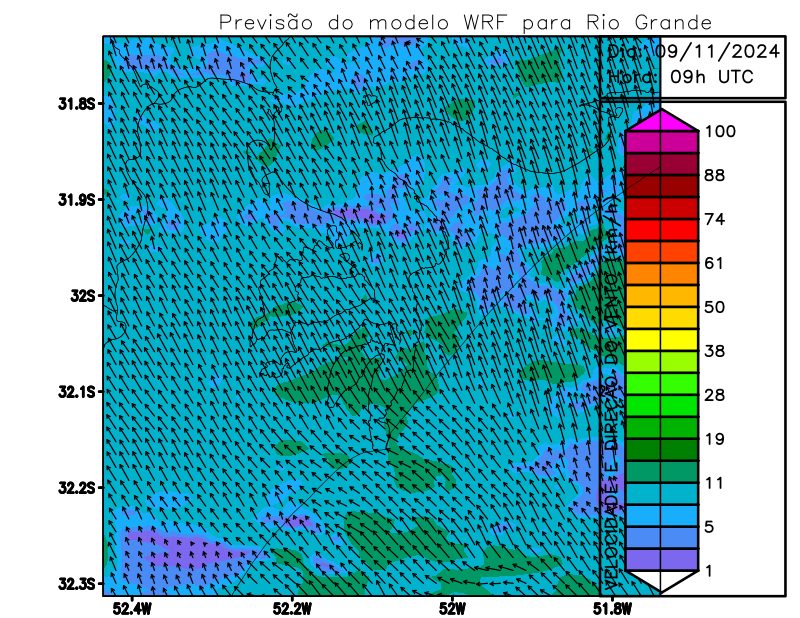 Previsão do modelo WRF para Rio Grande
Dia: 09/11/2024
Hora: 09h UTC
31.8S
31.9S
32S
32.1S
32.2S
32.3S
52.4W
52.2W
52W
51.8W
VELOCIDADE E DIREÇÃO DO VENTO (km/h)
100
88
74
61
50
38
28
19
11
5
1